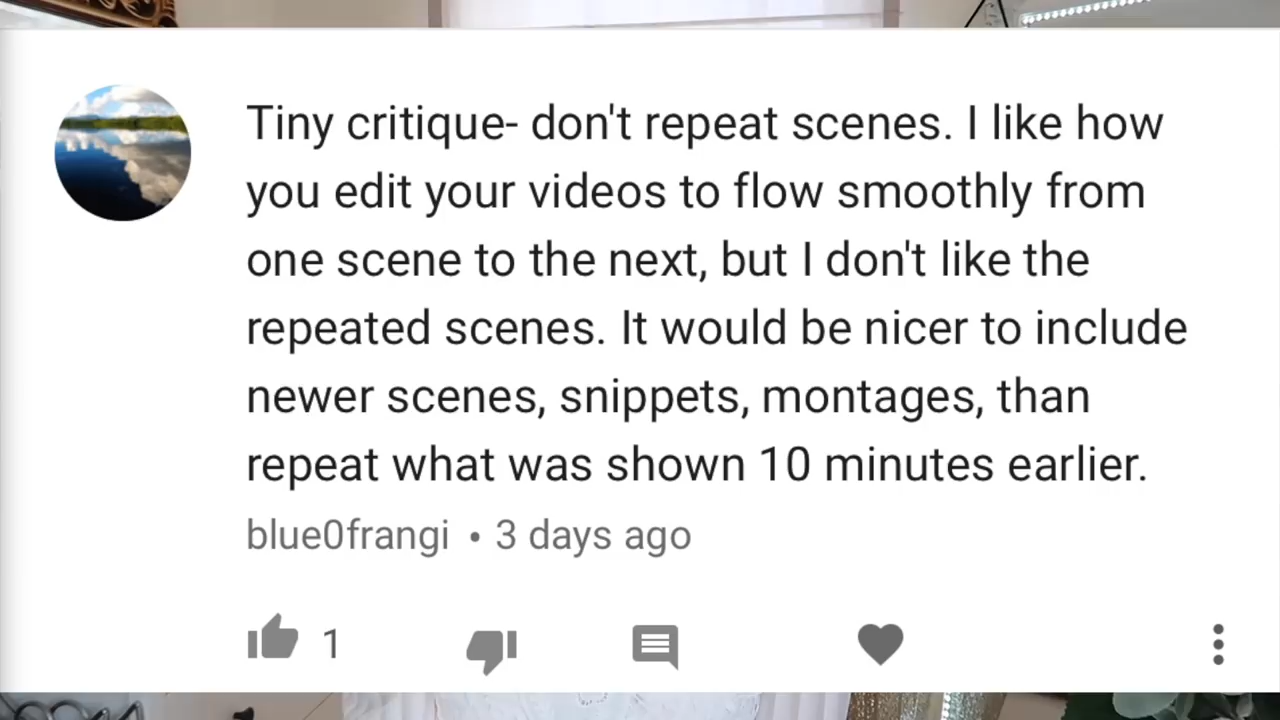 Tiny critique- don't repeat scenes. I like how
you edit your videos to flow smoothly from
one scene to the next, but I don't like the
repeated scenes. It would be nicer to include
newer scenes, snippets, montages, than
repeat what was shown 10 minutes earlier.
blue0frangi • 3 days ago
1